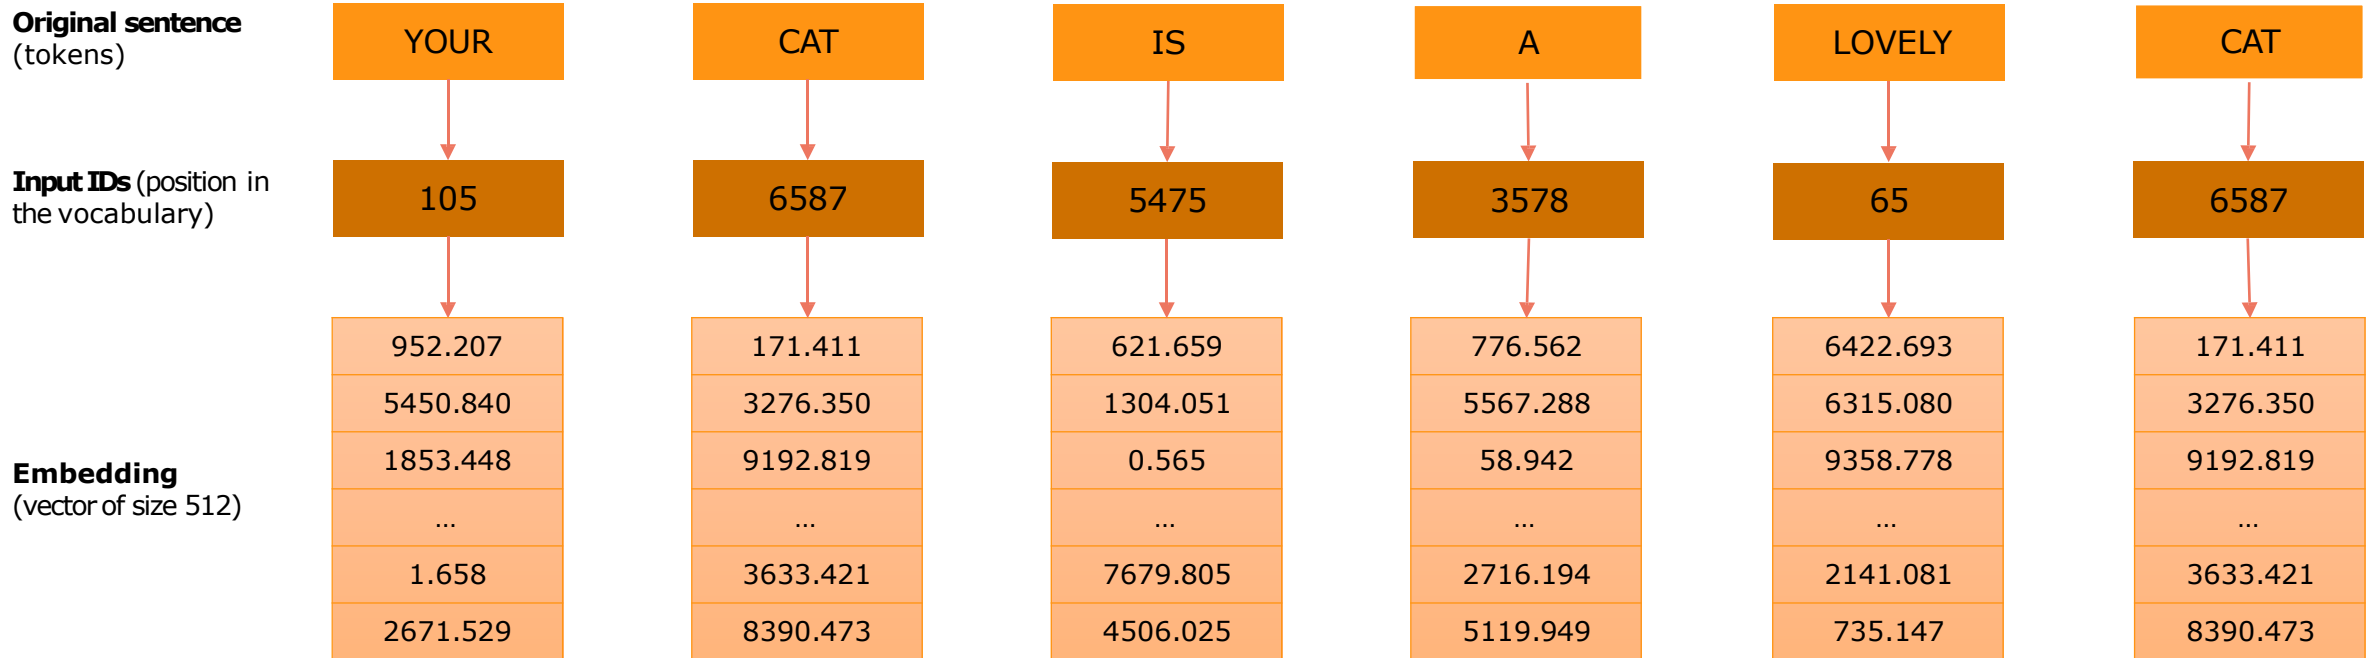 Original sentence
(tokens)
YOUR CAT IS A LOVELY CAT
Input IDs (position in
the vocabulary)
105 6587 5475 3578 65 6587
Embedding
(vector of size 512)
952.207 171.411 621.659 776.562 6422.693 171.411
5450.840 3276.350 1304.051 5567.288 6315.080 3276.350
1853.448 9192.819 0.565 58.942 9358.778 9192.819
... ... ... ... ... ...
1.658 3633.421 7679.805 2716.194 2141.081 3633.421
2671.529 8390.473 4506.025 5119.949 735.147 8390.473